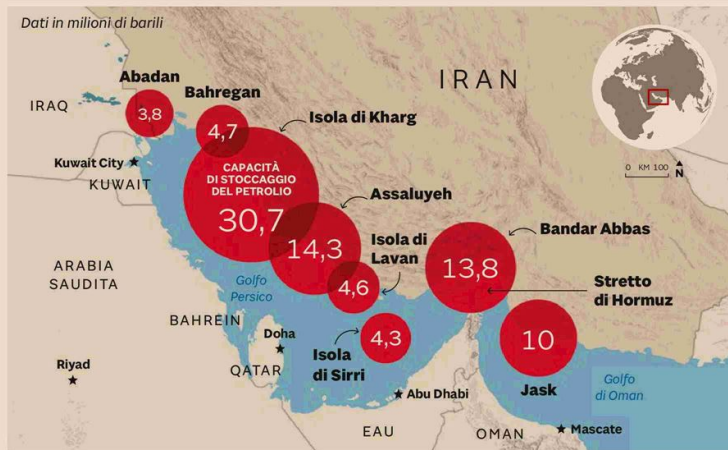 Dati in milioni di barili
Abadan
3,8
Bahregan
4,7
IRAN
IRAQ
Isola di Kharg
CAPACITÀ
DI STOCCAGGIO
DEL PETROLIO
30,7
Kuwait City
KUWAIT
0 KM 100
N
Assaluyeh
14,3
Isola di
Lavan
4,6
Bandar Abbas
13,8
Stretto
di Hormuz
ARABIA
SAUDITA
Golfo
Persico
BAHREIN
Doha
QATAR
4,3
Isola
di Sirri
10
Jask
Golfo
di Oman
Riyad
Abu Dhabi
EAU
OMAN
Mascate